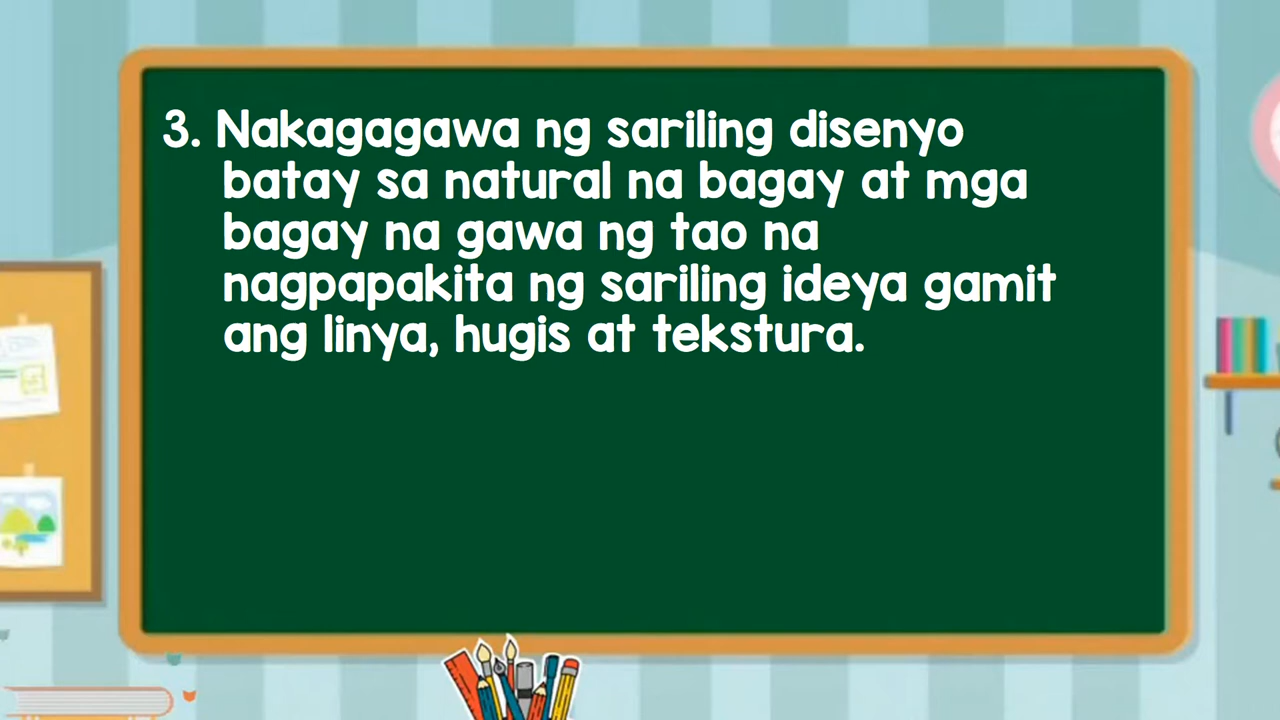 3. Nakagagawa ng sariling disenyo
batay sa natural na bagay at mga
bagay na gawa ng tao na
nagpapakita ng sariling ideya gamit
ang linya, hugis at tekstura.